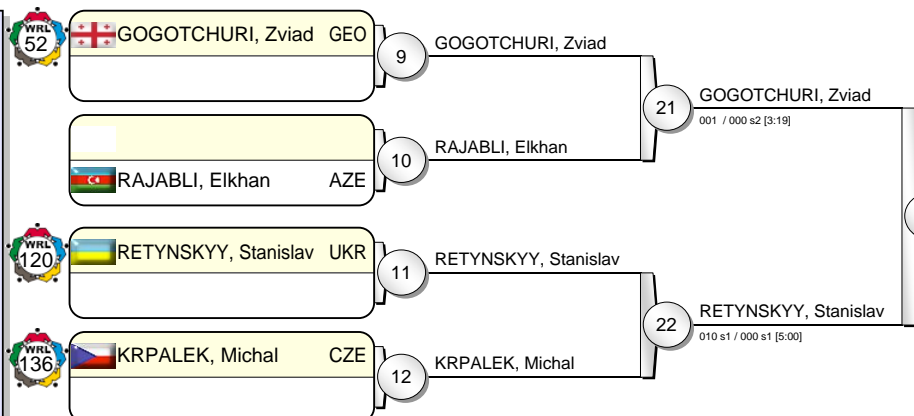 WRL
52
GOGOTCHURI, Zviad GEO
9
GOGOTCHURI, Zviad
21
GOGOTCHURI, Zviad
001 / 000 s2 [3:19]
10
RAJABLI, Elkhan
RAJABLI, Elkhan AZE
WRL
120
RETYNSKYY, Stanislav UKR
11
RETYNSKYY, Stanislav
22
RETYNSKYY, Stanislav
010 s1 / 000 s1 [5:00]
WRL
136
KRPALEK, Michal CZE
12
KRPALEK, Michal